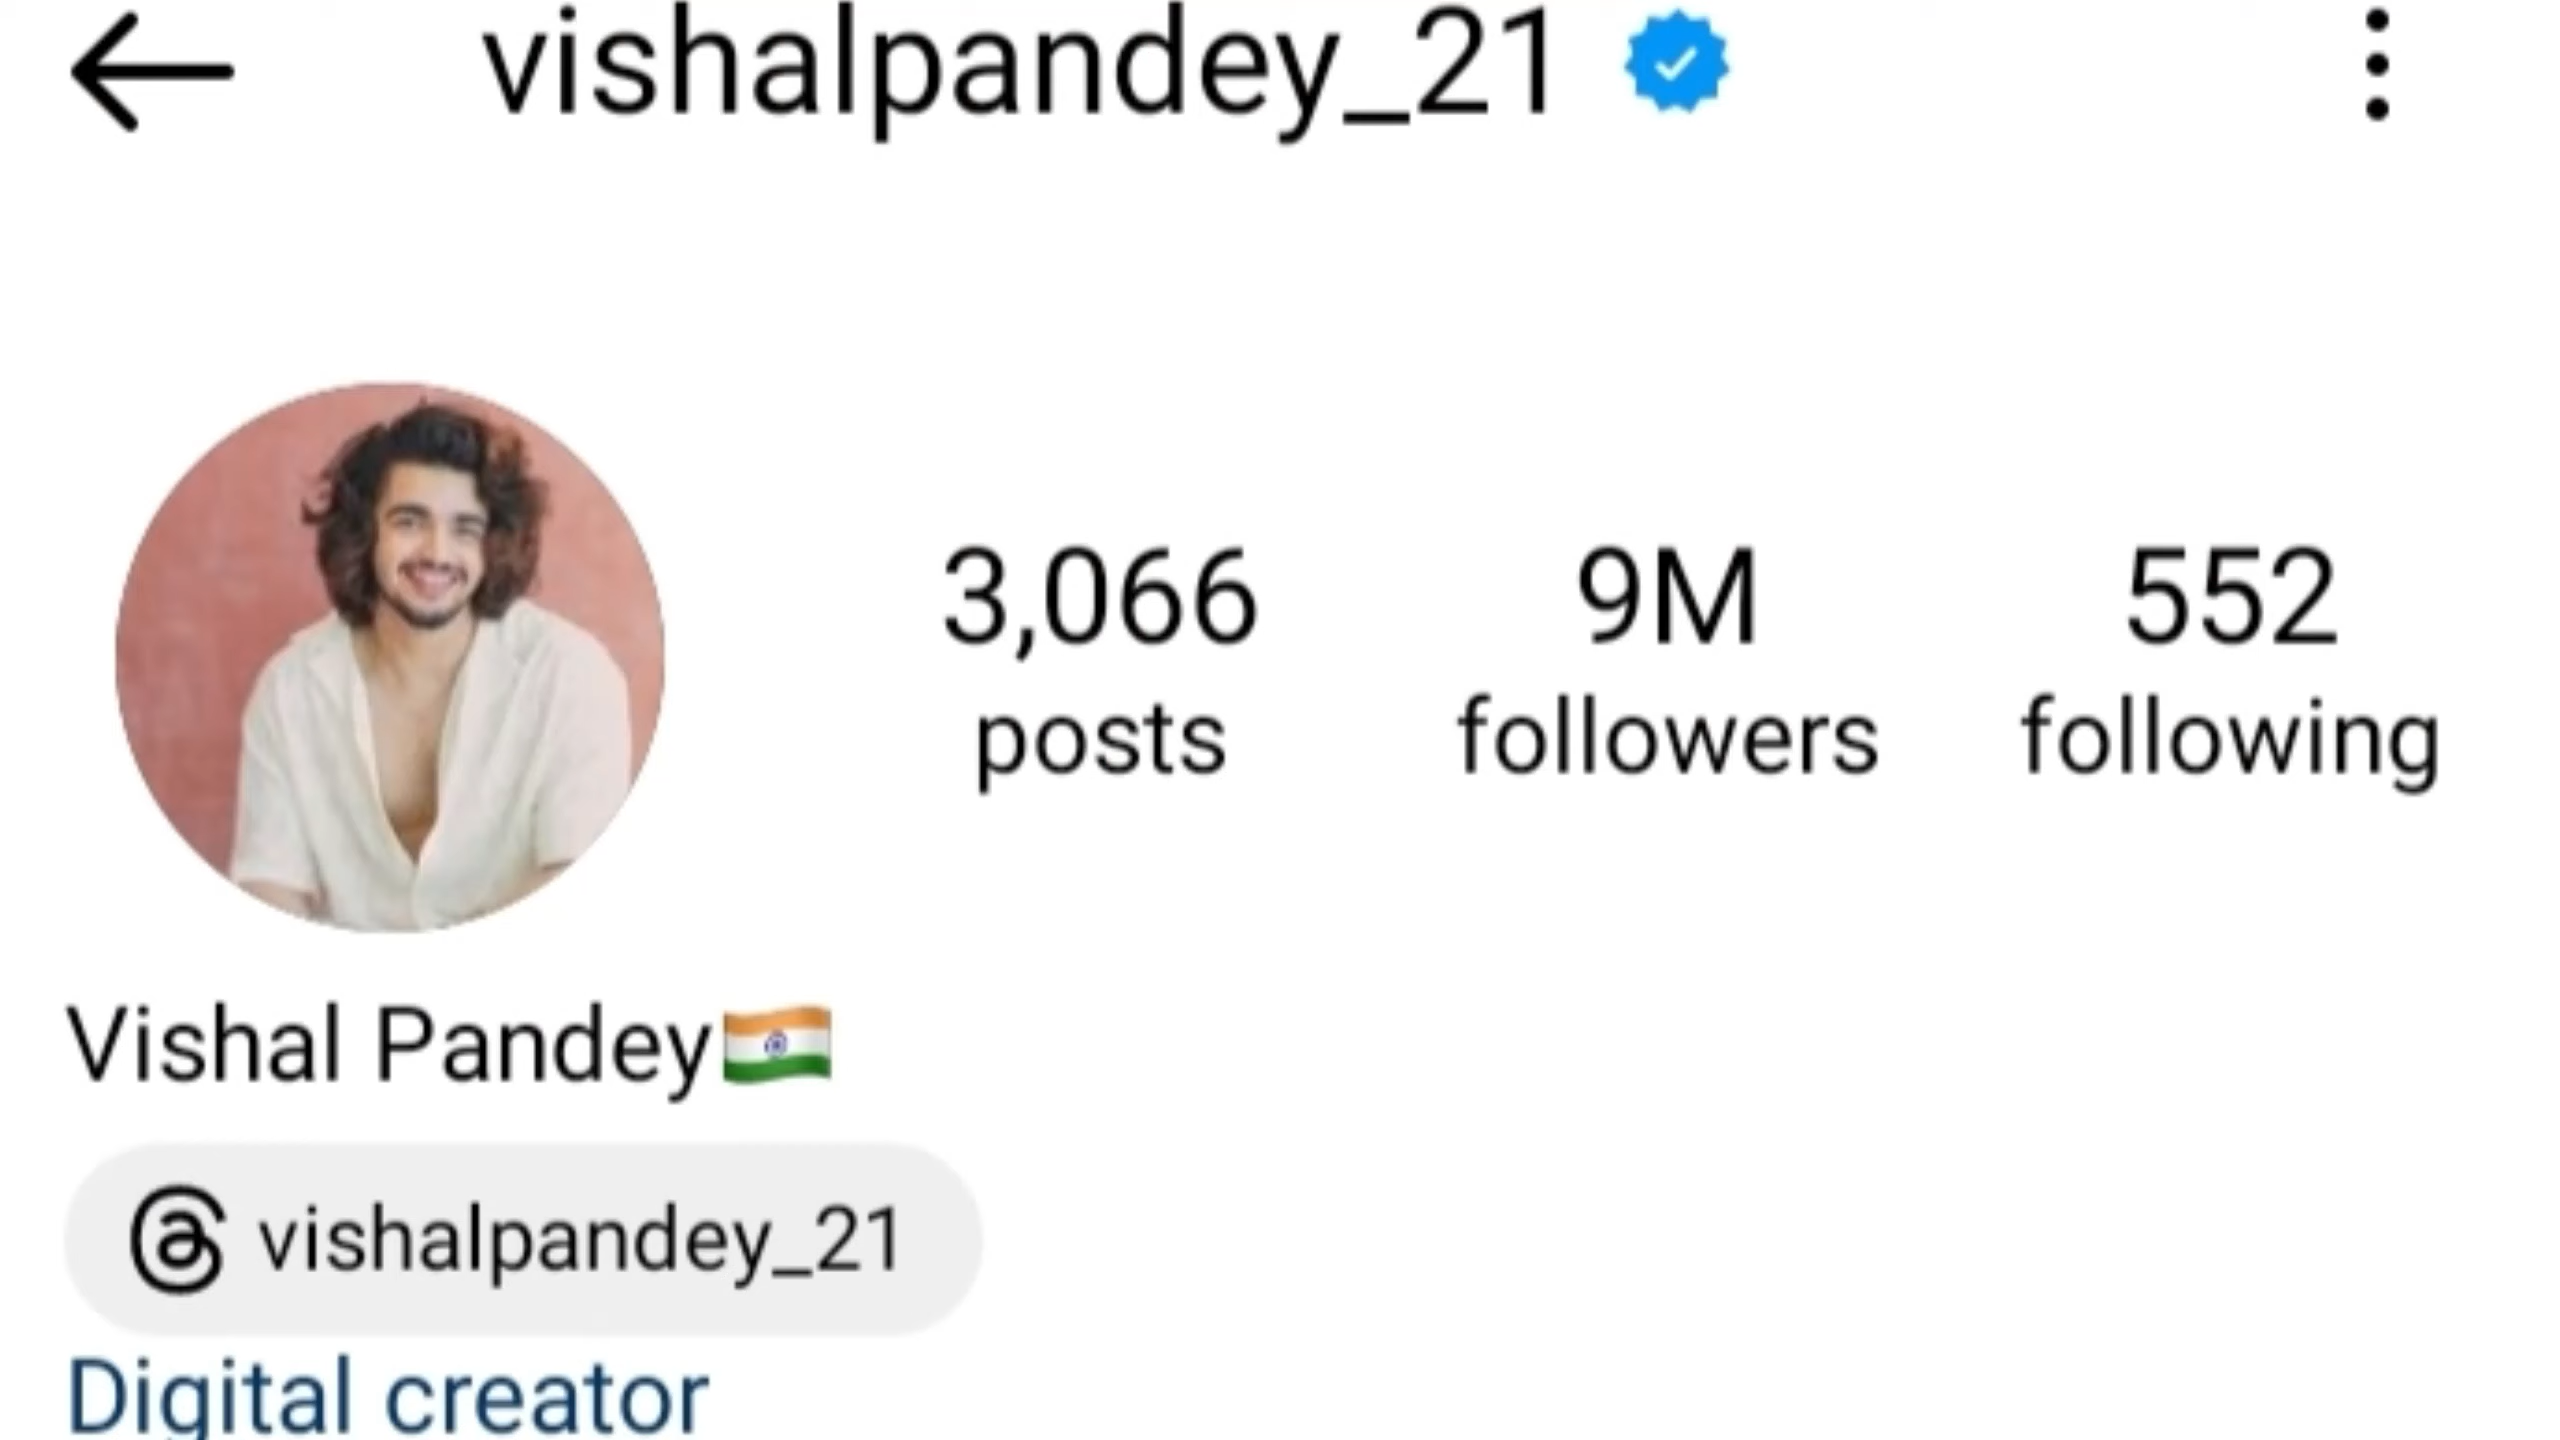 vishalpandey_21
3,066 9M 552
posts followers following
Vishal Pandey🇮🇳
vishalpandey_21
Digital creator